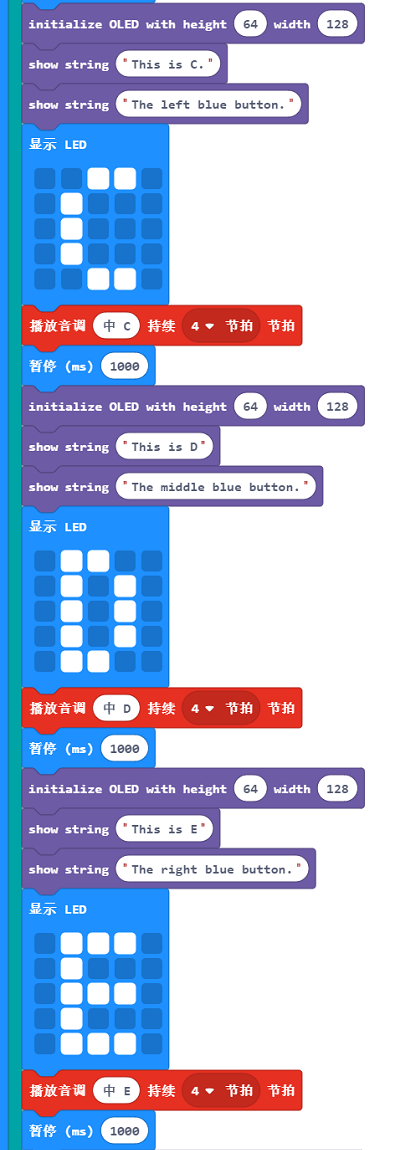 initialize OLED with height 64 width 128
show string "This is C."
show string "The left blue button."
显示 LED
播放音调 中 C 持续 4 节拍 节拍
暂停 (ms) 1000
initialize OLED with height 64 width 128
show string "This is D"
show string "The middle blue button."
显示 LED
播放音调 中 D 持续 4 节拍 节拍
暂停 (ms) 1000
initialize OLED with height 64 width 128
show string "This is E"
show string "The right blue button."
显示 LED
播放音调 中 E 持续 4 节拍 节拍
暂停 (ms) 1000